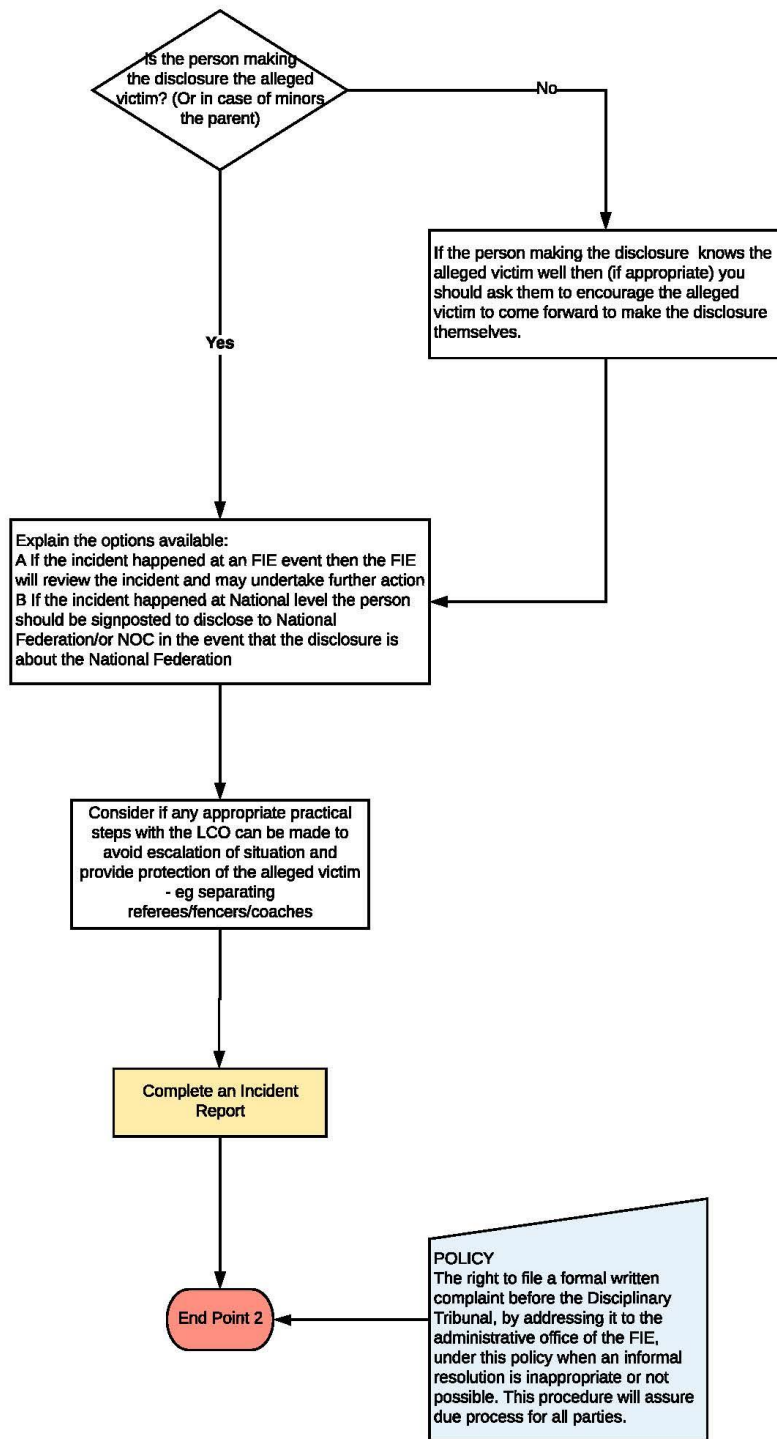 Is the person making
the disclosure the alleged
victim? (Or in case of minors
the parent)
No
If the person making the disclosure knows the
alleged victim well then (if appropriate) you
should ask them to encourage the alleged
victim to come forward to make the disclosure
themselves.
Yes
Explain the options available:
A If the incident happened at an FIE event then the FIE
will review the incident and may undertake further action
B If the incident happened at National level the person
should be signposted to disclose to National
Federation/or NOC in the event that the disclosure is
about the National Federation
Consider if any appropriate practical
steps with the LCO can be made to
avoid escalation of situation and
provide protection of the alleged victim
- eg separating
referees/fencers/coaches
Complete an Incident
Report
End Point 2
POLICY
The right to file a formal written
complaint before the Disciplinary
Tribunal, by addressing it to the
administrative office of the FIE,
under this policy when an informal
resolution is inappropriate or not
possible. This procedure will assure
due process for all parties.